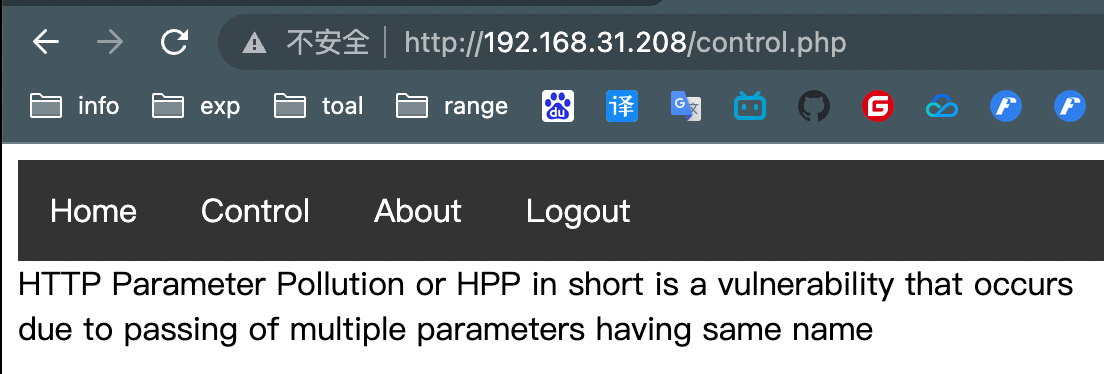 不安全 http://192.168.31.208/control.php
info exp toal range du 译 G 文 G F F
Home Control About Logout
HTTP Parameter Pollution or HPP in short is a vulnerability that occurs
due to passing of multiple parameters having same name